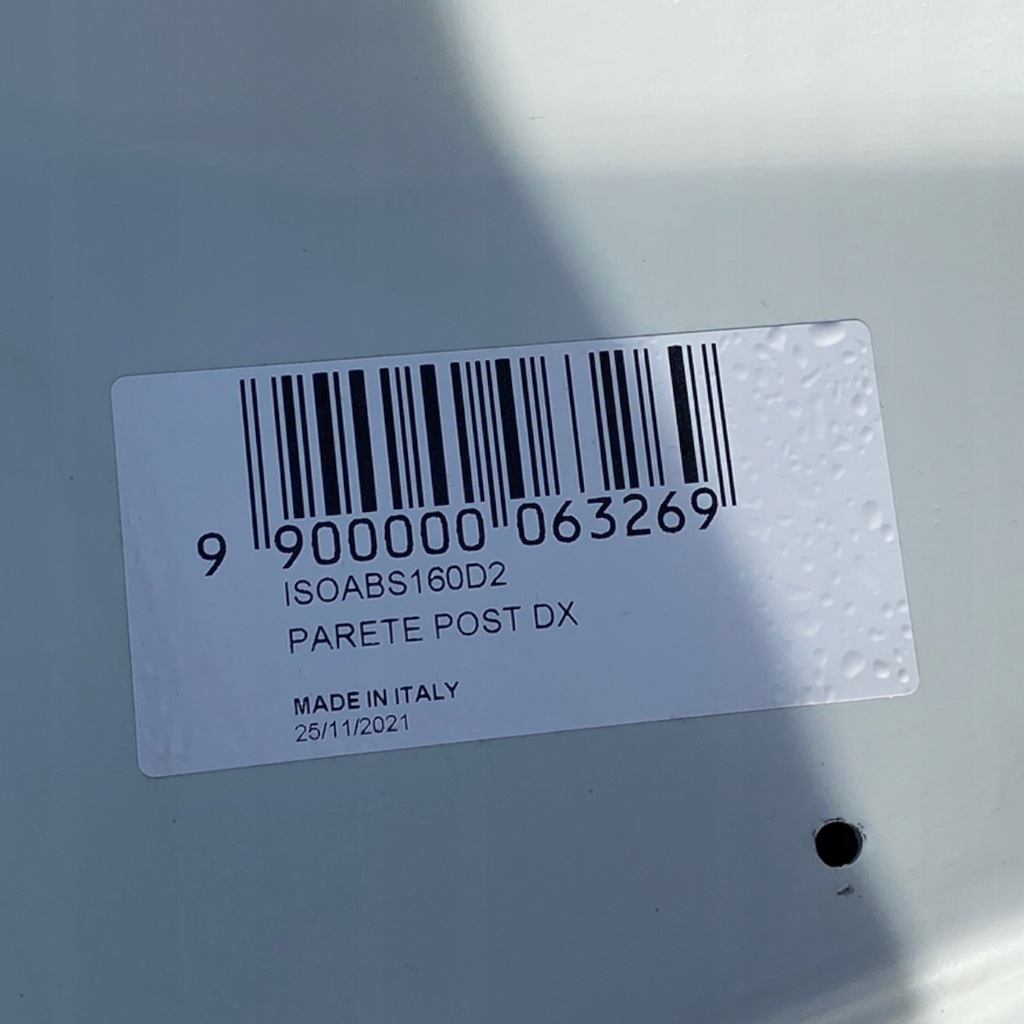 9 900000 063269
ISOABS160D2
PARETE POST DX
MADE IN ITALY
25/11/2021